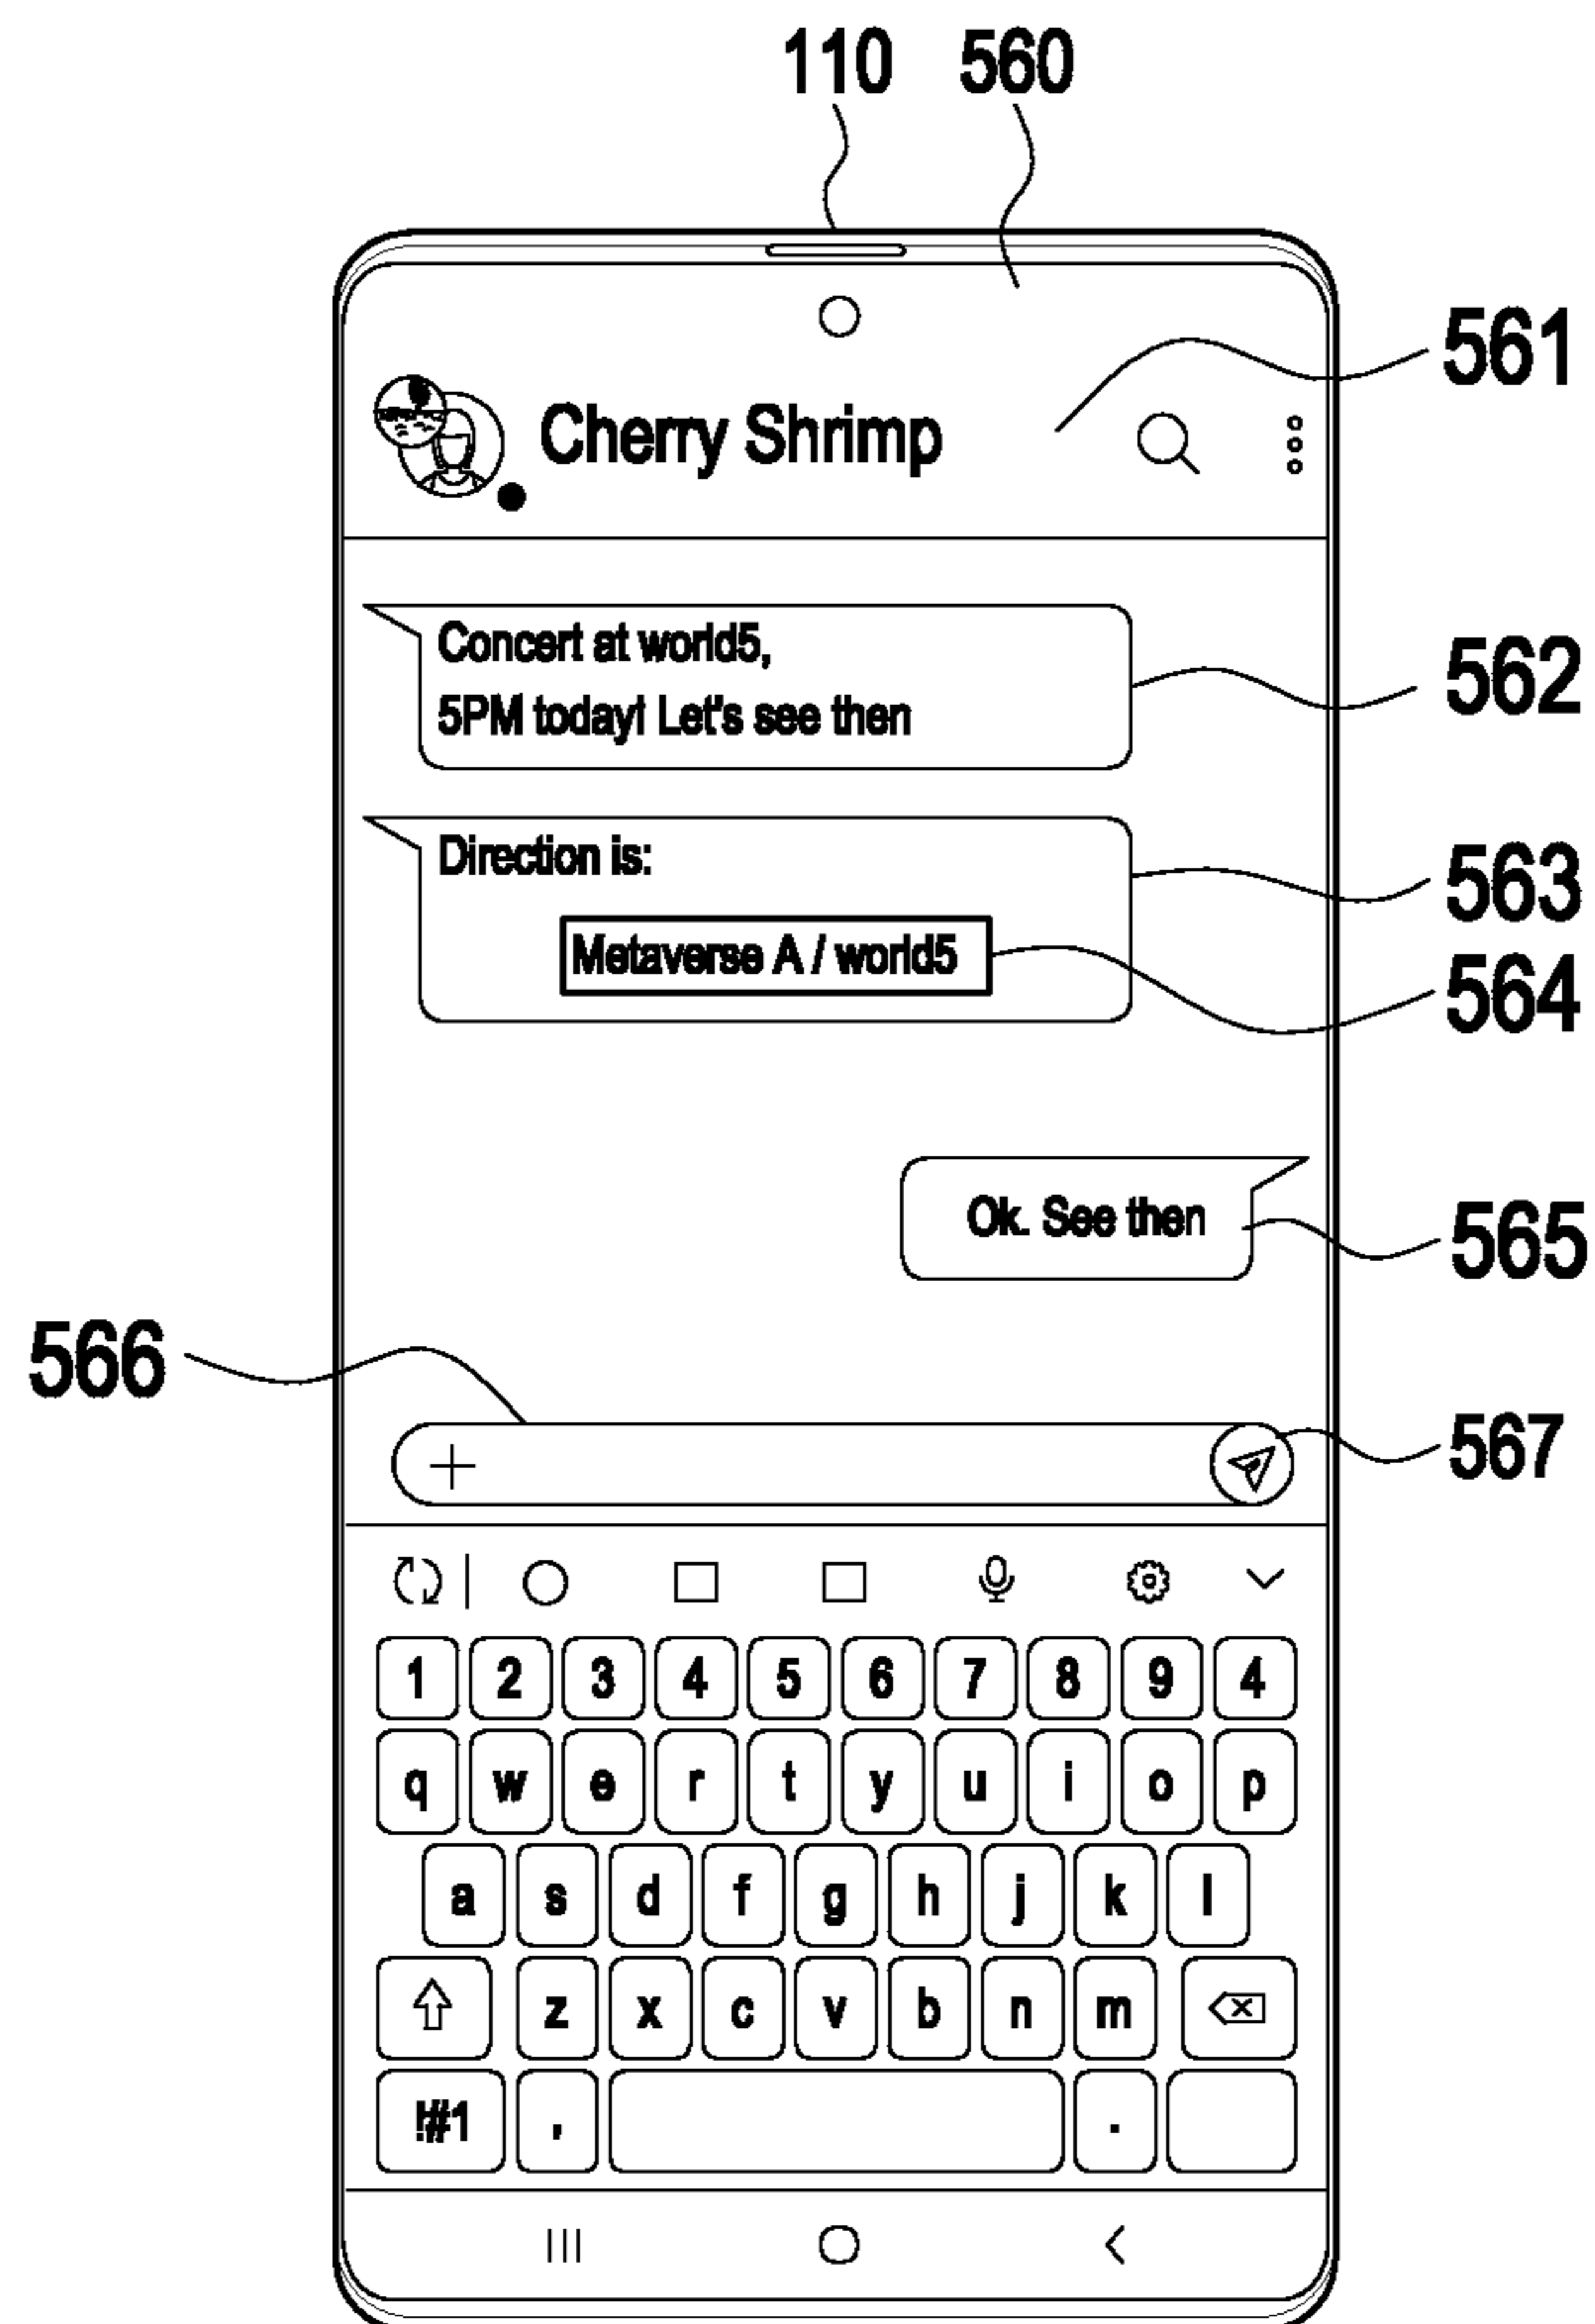 110 560
561
Cherry Shrimp
Concert at world5,
5PM today! Let's see then
562
Direction is:
563
Metaverse A / world5
564
Ok. See then
565
566
567
1 2 3 4 5 6 7 8 9 4
q w e r t y u i o p
a s d f g h j k l
z x c v b n m
!#1 , .